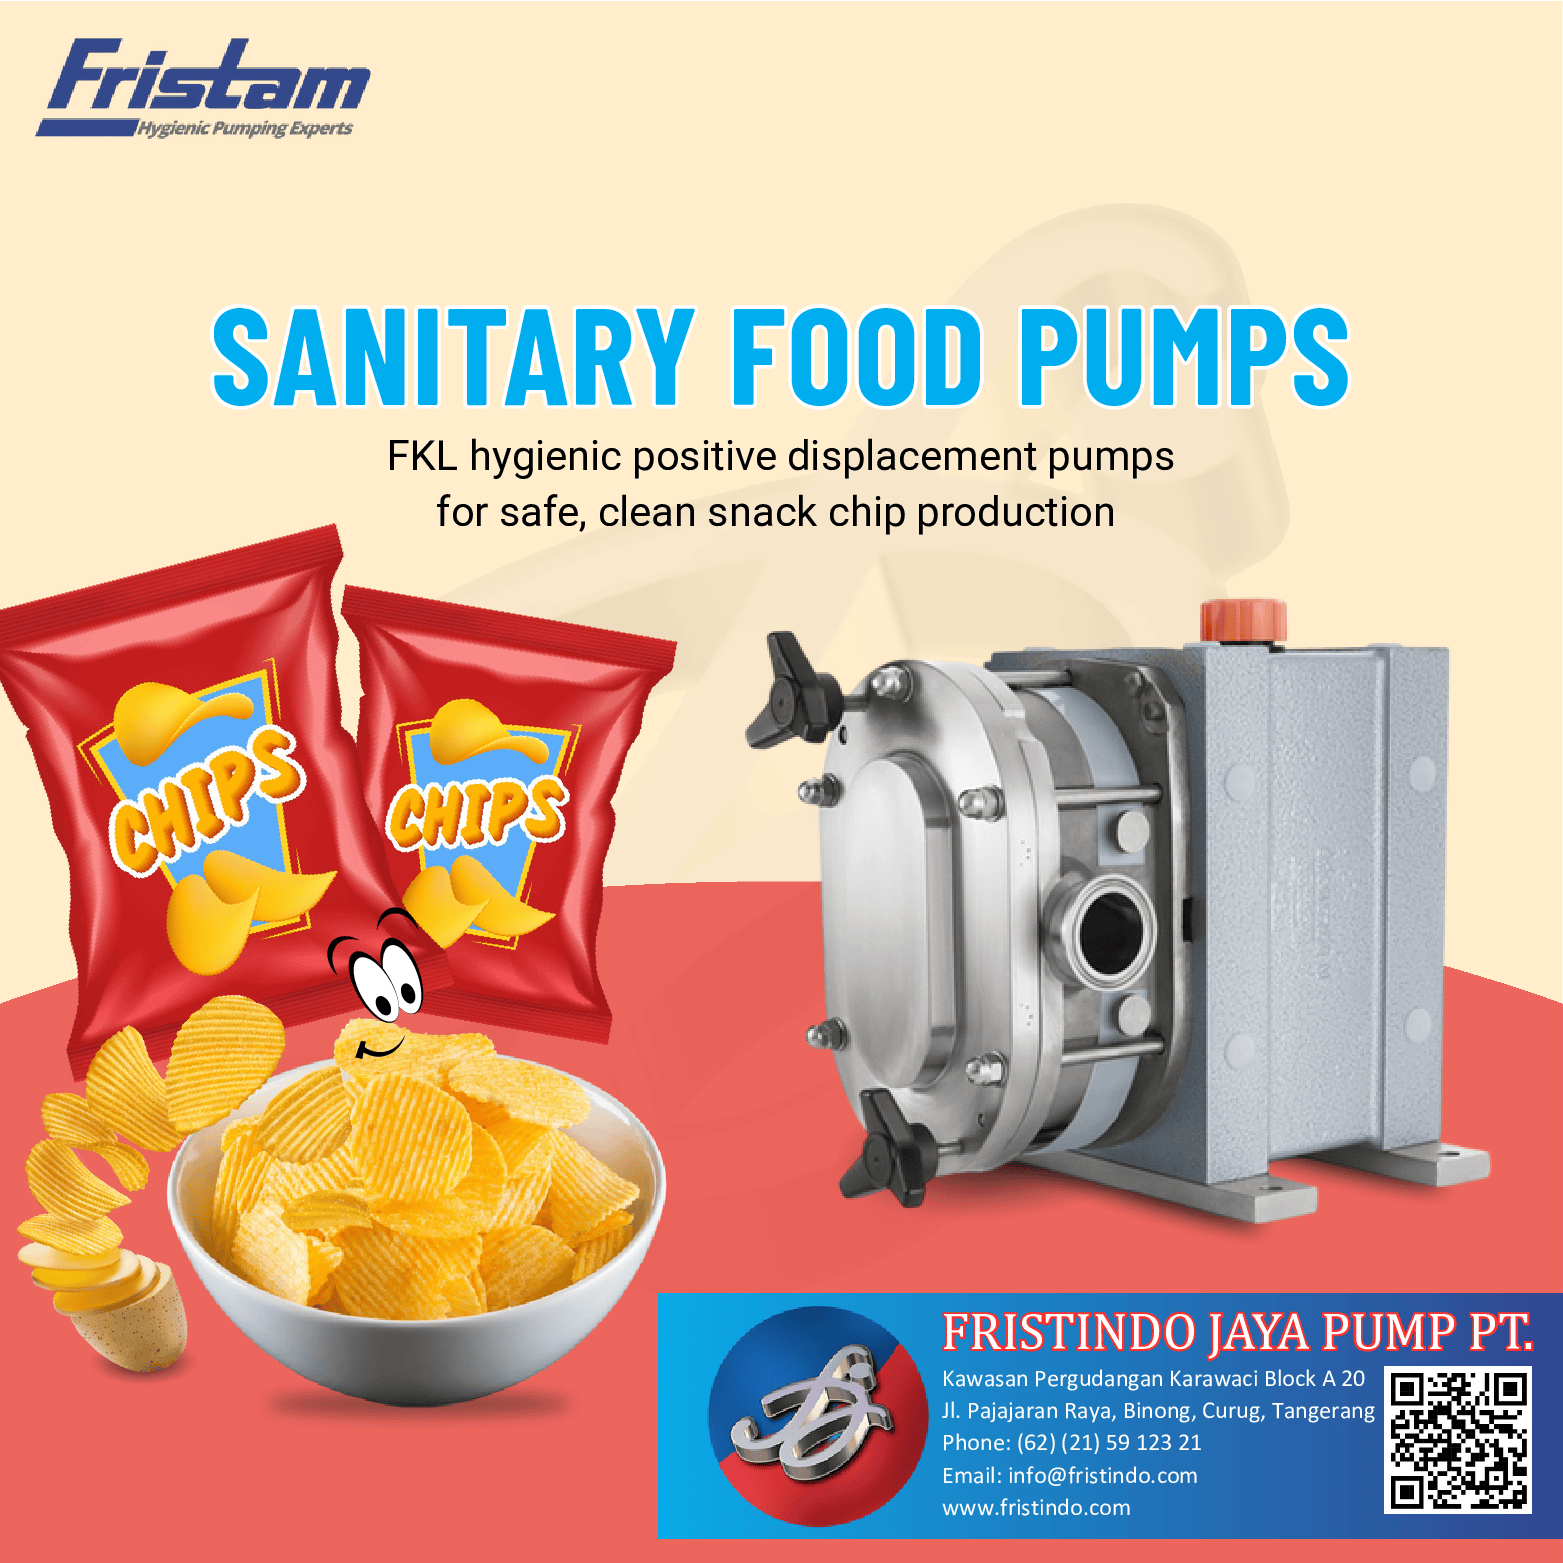 Fristam
Hygienic Pumping Experts
SANITARY FOOD PUMPS
FKL hygienic positive displacement pumps
for safe, clean snack chip production
CHIPS
CHIPS
FRISTINDO JAYA PUMP PT.
Kawasan Pergudangan Karawaci Block A 20
Jl. Pajajaran Raya, Binong, Curug, Tangerang
Phone: (62) (21) 59 123 21
Email: info@fristindo.com
www.fristindo.com